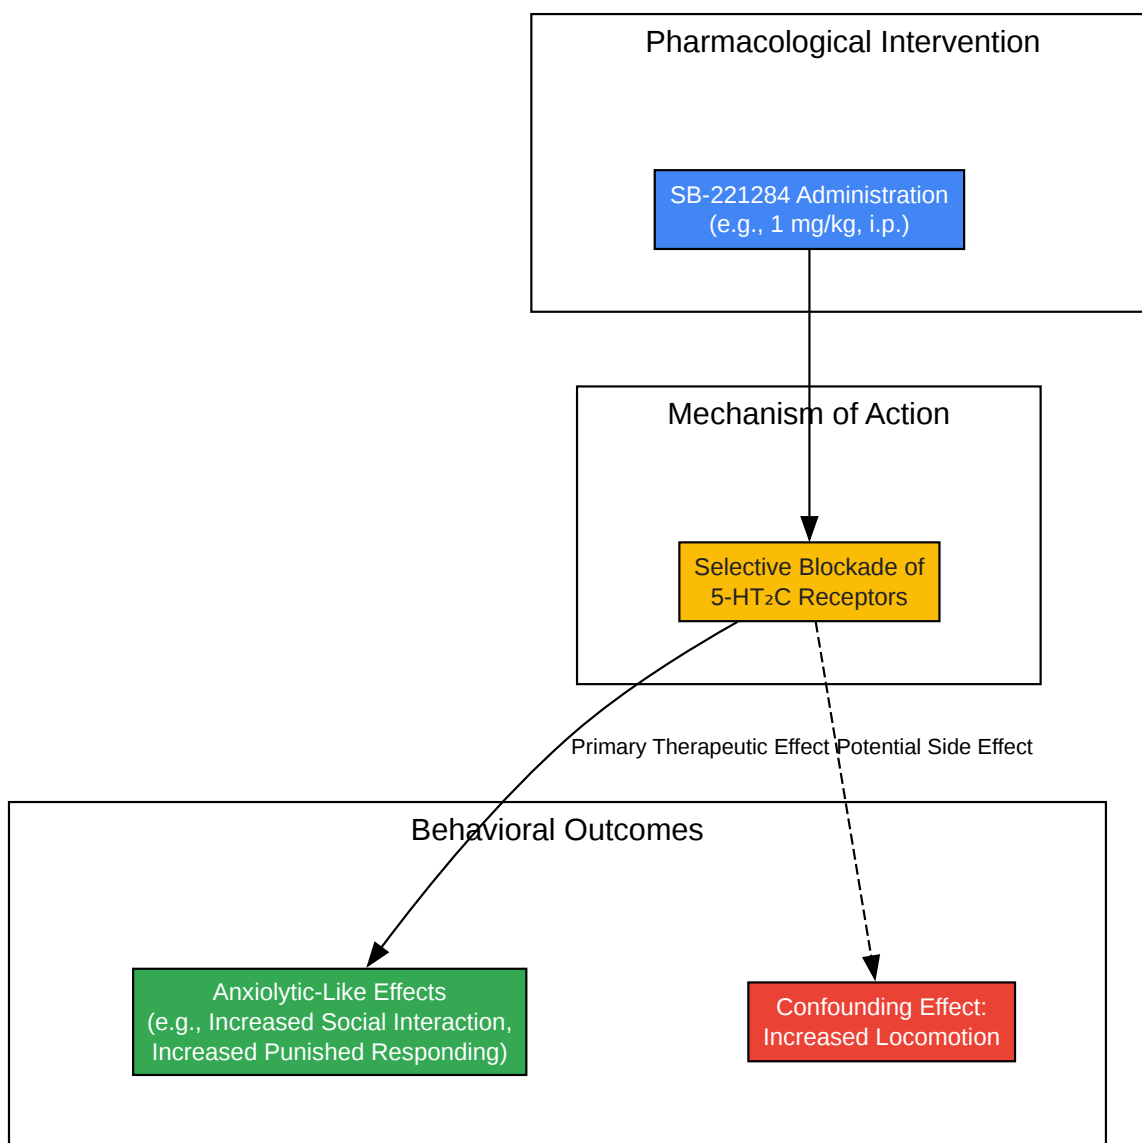 Pharmacological Intervention
SB-221284 Administration
(e.g., 1 mg/kg, i.p.)
Mechanism of Action
Selective Blockade of
5-HT₂C Receptors
Primary Therapeutic Effect
Potential Side Effect
Behavioral Outcomes
Anxiolytic-Like Effects
(e.g., Increased Social Interaction,
Increased Punished Responding)
Confounding Effect:
Increased Locomotion